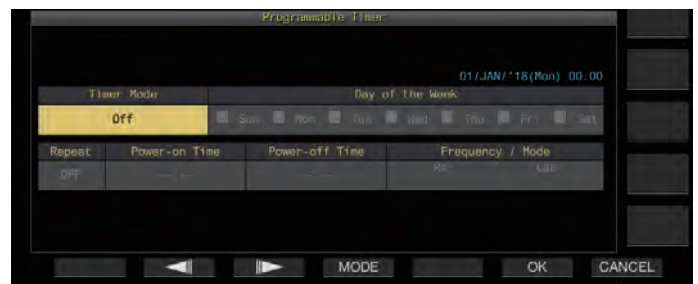 Programmable Timer
01/JAN/'18(Mon) 00:00
Timer Mode Day of the Week
Off Sun Mon Tue Wed Thu Fri Sat
Repeat Power-on Time Power-off Time Frequency / Mode
OFF --:-- --:-- RX:
MODE OK CANCEL